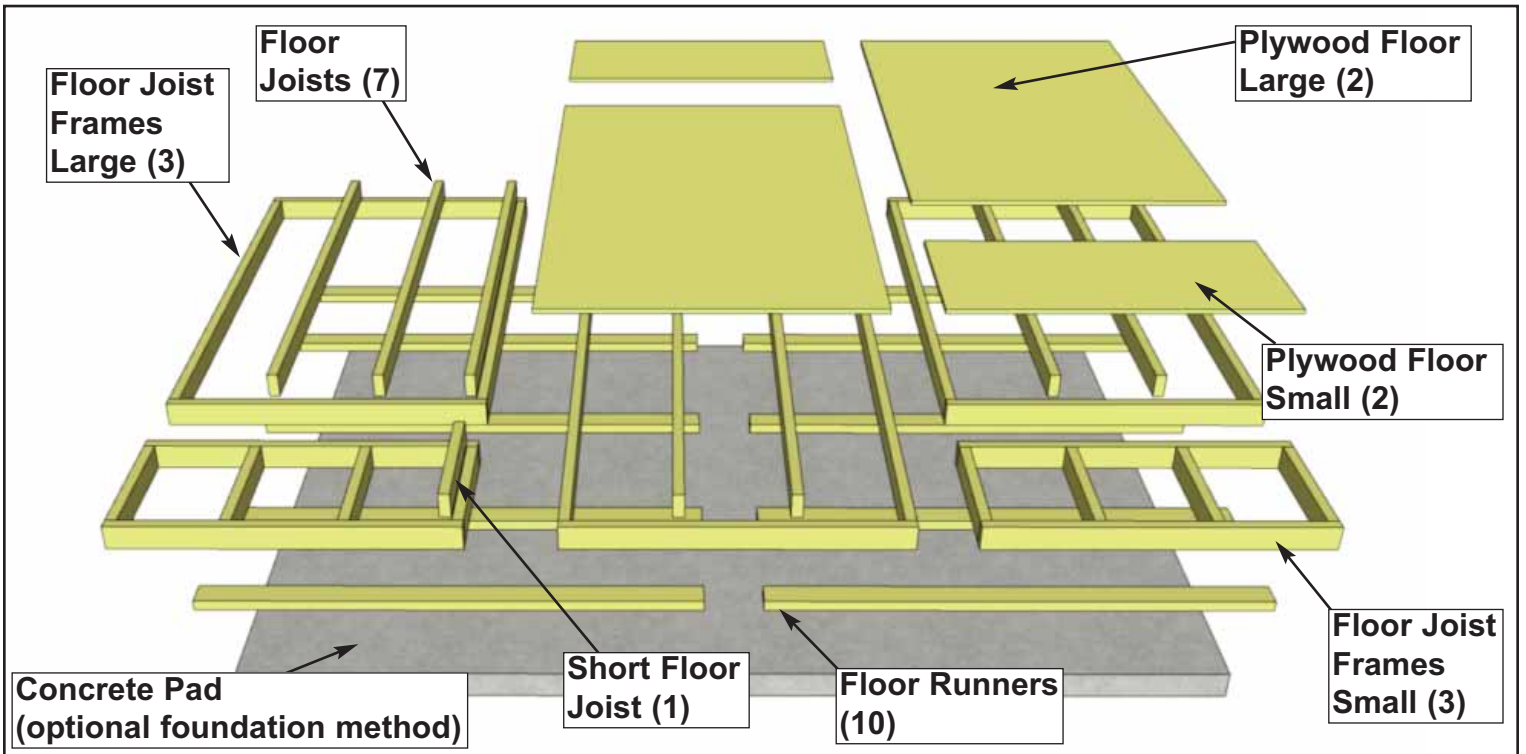 Floor
Joists (7)
Plywood Floor
Large (2)
Floor Joist
Frames
Large (3)
Plywood Floor
Small (2)
Floor Joist
Frames
Small (3)
Short Floor
Joist (1)
Floor Runners
(10)
Concrete Pad
(optional foundation method)